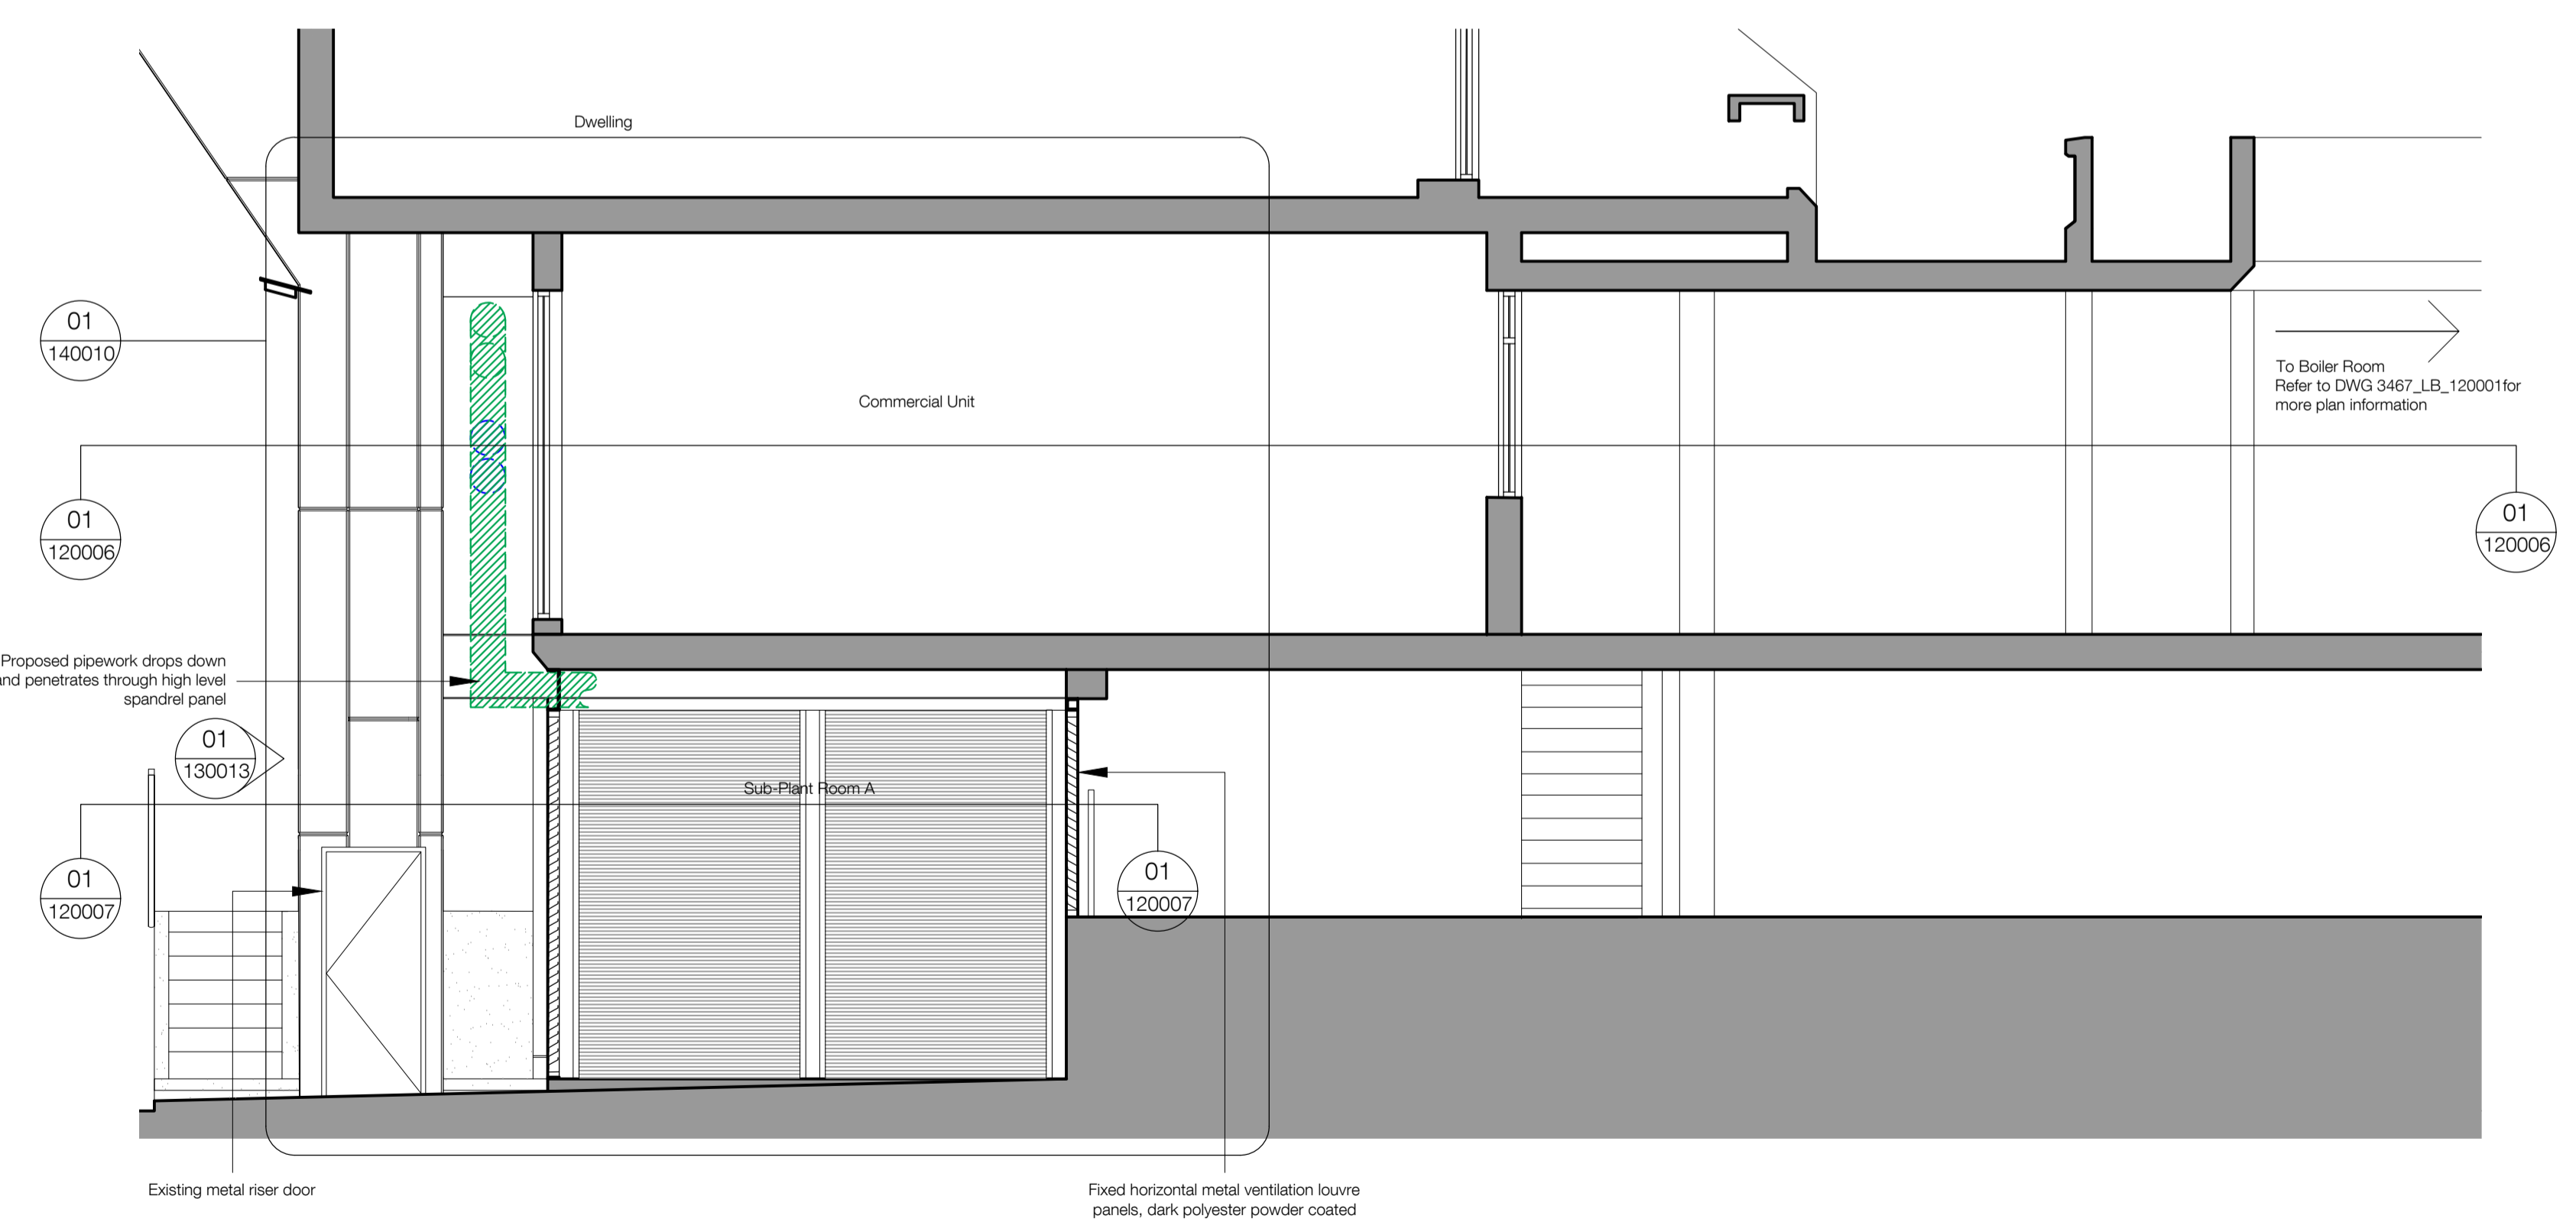 Dwelling
01
140010
Commercial Unit
To Boiler Room
Refer to DWG 3467_LB_120001for
more plan information
01
120006
01
120006
Proposed pipework drops down
and penetrates through high level
spandrel panel
01
130013
Sub-Plant Room A
01
120007
01
120007
Existing metal riser door
Fixed horizontal metal ventilation louvre
panels, dark polyester powder coated